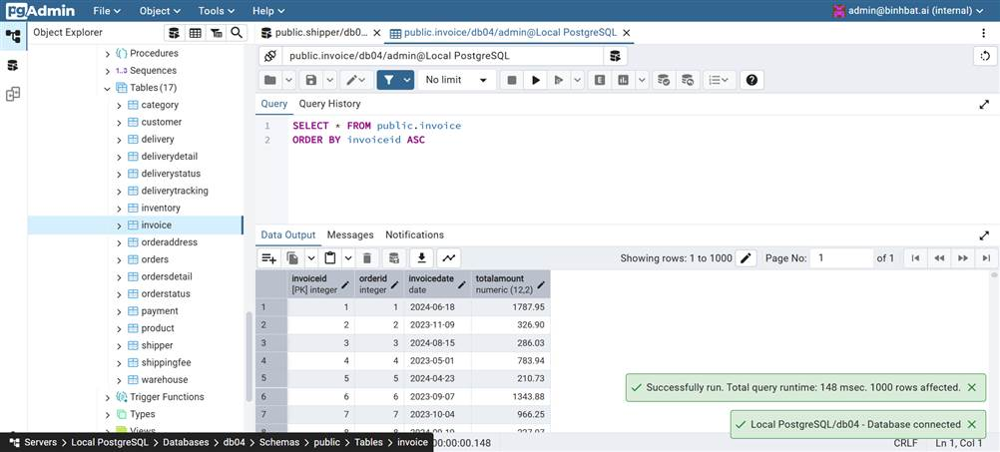 pgAdmin File Object Tools Help admin@binhbat.ai (internal)
Object Explorer
public.shipper/db0...
public.invoice/db04/admin@Local PostgreSQL
public.invoice/db04/admin@Local PostgreSQL
No limit
Query Query History
1 SELECT * FROM public.invoice
2 ORDER BY invoiceid ASC
Procedures
1..3 Sequences
Tables (17)
category
customer
delivery
deliverydetail
deliverystatus
deliverytracking
inventory
invoice
orderaddress
orders
ordersdetail
orderstatus
payment
product
shipper
shippingfee
warehouse
Trigger Functions
Types
Views
Data Output Messages Notifications
Showing rows: 1 to 1000 Page No: 1 of 1
invoiceid orderid invoicedate totalamount
[PK] integer integer date numeric (12,2)
1 1 1 2024-06-18 1787.95
2 2 2 2023-11-09 326.90
3 3 3 2024-08-15 286.03
4 4 4 2023-05-01 783.94
5 5 5 2024-04-23 210.73
6 6 6 2023-09-07 1343.88
7 7 7 2023-10-04 966.25
Successfully run. Total query runtime: 148 msec. 1000 rows affected.
Local PostgreSQL/db04 - Database connected
Servers > Local PostgreSQL > Databases > db04 > Schemas > public > Tables > invoice
:00:00.148 CRLF Ln 1, Col 1